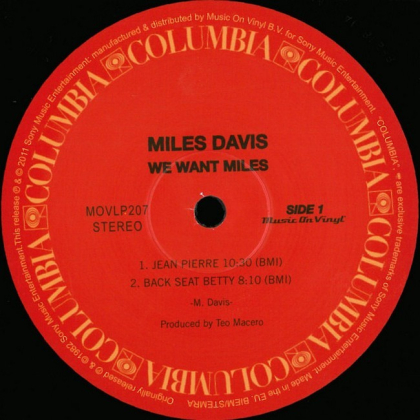 COLUMBIA COLUMBIA COLUMBIA COLUMBIA COLUMBIA COLUMBIA
Originally released ℗ & © 1982 Sony Music Entertainment. This release ℗ & © 2011 Sony Music Entertainment; manufactured & distributed by Music On Vinyl B.V. for Sony Music Entertainment. "COLUMBIA", are exclusive trademarks of Sony Music Entertainment. Made in the EU. BIEM/STEMRA
MILES DAVIS
WE WANT MILES
MOVLP207
STEREO
SIDE 1
Music On Vinyl
1. JEAN PIERRE 10:30 (BMI)
2. BACK SEAT BETTY 8:10 (BMI)
-M. Davis-
Produced by Teo Macero